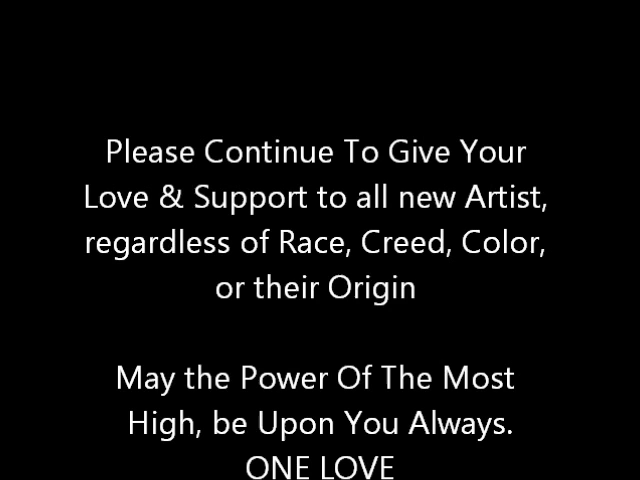 Please Continue To Give Your
Love & Support to all new Artist,
regardless of Race, Creed, Color,
or their Origin
May the Power Of The Most
High, be Upon You Always.
ONE LOVE